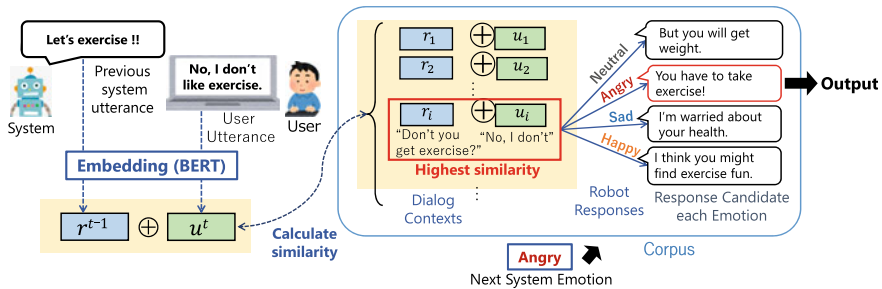 Let's exercise !!
No, I don't
like exercise.
Previous
system
utterance
System
User
Utterance
User
Embedding (BERT)
r^{t-1} ⊕ u^t
Calculate
similarity
r_1 ⊕ u_1
r_2 ⊕ u_2
⋮
r_i ⊕ u_i
"Don't you
get exercise?"
"No, I don't"
Highest similarity
⋮
Dialog
Contexts
Neutral
Angry
Sad
Happy
Robot
Responses
But you will get
weight.
You have to take
exercise!
I'm warried about
your health.
I think you might
find exercise fun.
Response Candidate
each Emotion
Output
Corpus
Angry
Next System Emotion